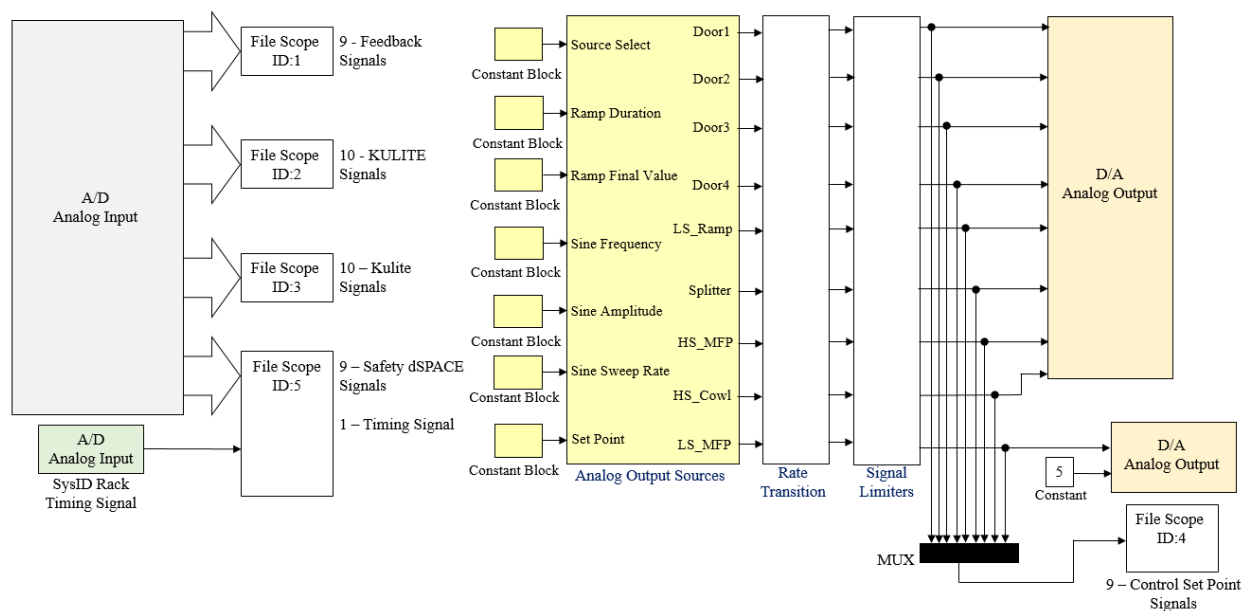 A/D
Analog Input
File Scope
ID:1
9 - Feedback
Signals
File Scope
ID:2
10 - KULITE
Signals
File Scope
ID:3
10 – Kulite
Signals
File Scope
ID:5
9 – Safety dSPACE
Signals
1 – Timing Signal
A/D
Analog Input
SysID Rack
Timing Signal
Constant Block
Constant Block
Constant Block
Constant Block
Constant Block
Constant Block
Constant Block
Source Select
Ramp Duration
Ramp Final Value
Sine Frequency
Sine Amplitude
Sine Sweep Rate
Set Point
Door1
Door2
Door3
Door4
LS_Ramp
Splitter
HS_MFP
HS_Cowl
LS_MFP
Analog Output Sources
Rate
Transition
Signal
Limiters
D/A
Analog Output
D/A
Analog Output
5
Constant
MUX
File Scope
ID:4
9 – Control Set Point
Signals